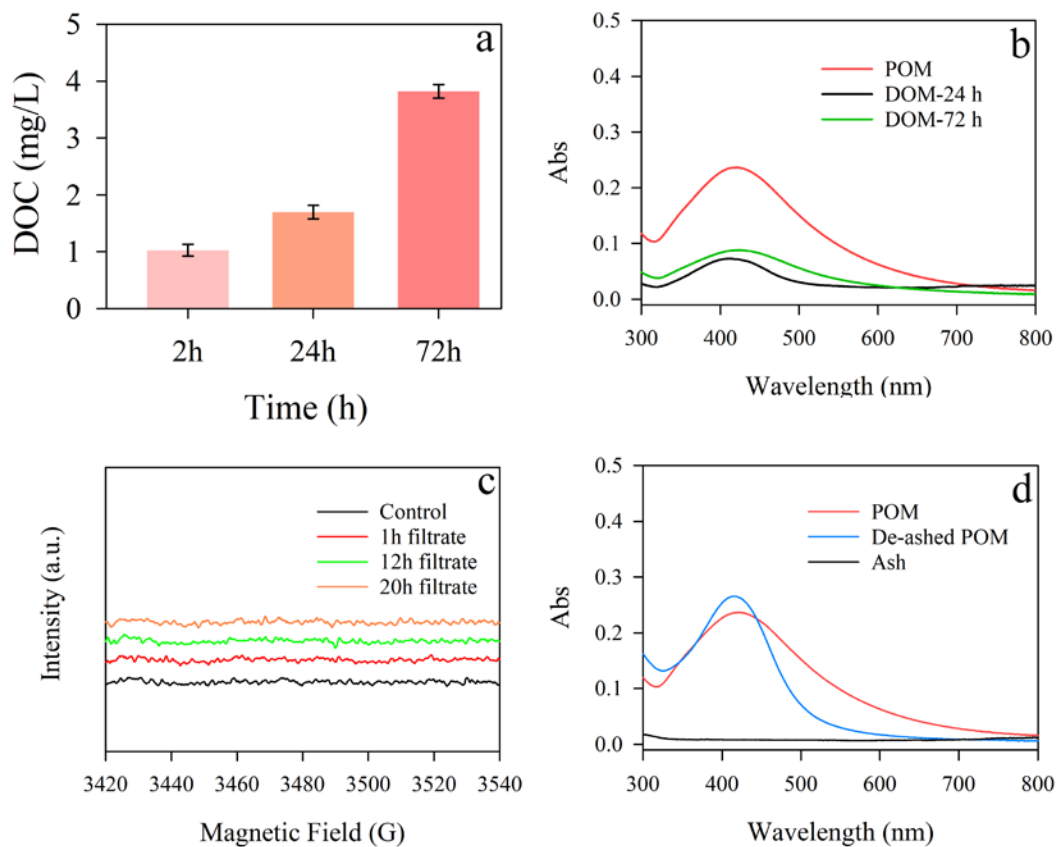 a
5
4
3
2
1
0
DOC (mg/L)
2h 24h 72h
Time (h)
b
0.5
0.4
0.3
0.2
0.1
0.0
Abs
POM
DOM-24 h
DOM-72 h
300 400 500 600 700 800
Wavelength (nm)
c
Control
1h filtrate
12h filtrate
20h filtrate
Intensity (a.u.)
3420 3440 3460 3480 3500 3520 3540
Magnetic Field (G)
d
0.5
0.4
0.3
0.2
0.1
0.0
Abs
POM
De-ashed POM
Ash
300 400 500 600 700 800
Wavelength (nm)